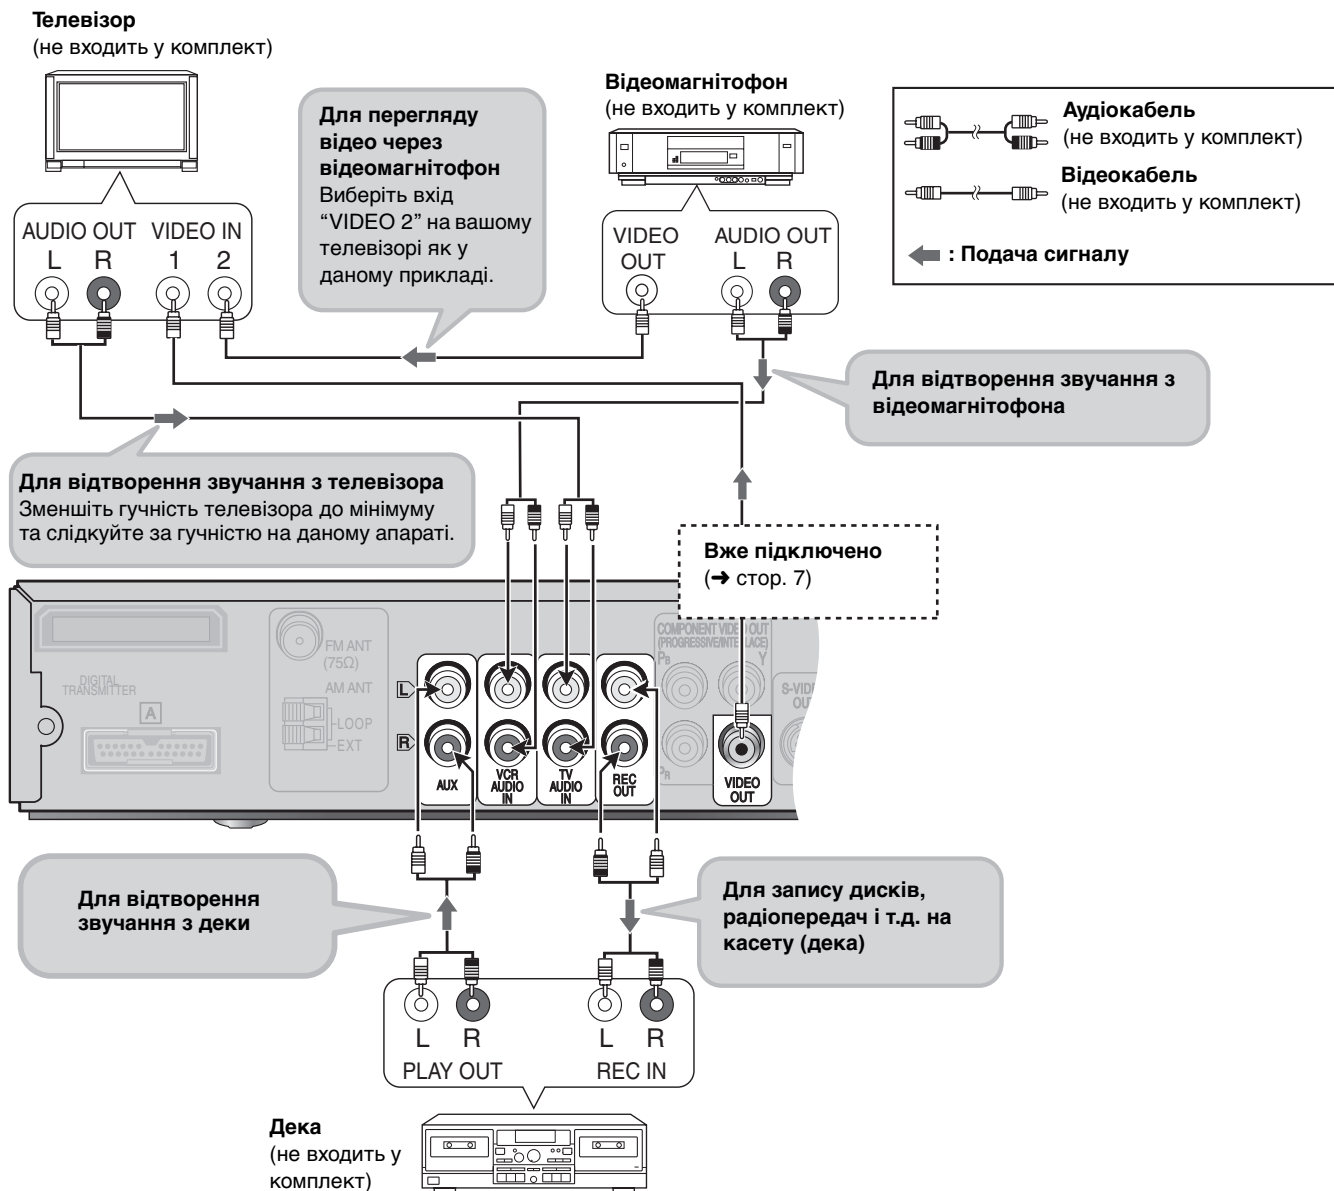 Телевізор
(не входить у комплект)
Відеомагнітофон
(не входить у комплект)
Для перегляду
відео через
відеомагнітофон
Виберіть вхід
“VIDEO 2” на вашому
телевізорі як у
даному прикладі.
Аудіокабель
(не входить у комплект)
Відеокабель
(не входить у комплект)
: Подача сигналу
AUDIO OUT VIDEO IN
L R 1 2
VIDEO
OUT
AUDIO OUT
L R
Для відтворення звучання з
відеомагнітофона
Для відтворення звучання з телевізора
Зменшіть гучність телевізора до мінімуму
та слідкуйте за гучністю на даному апараті.
Вже підключено
(➜ стор. 7)
DIGITAL
TRANSMITTER
A
FM ANT
(75Ω)
AM ANT
LOOP
EXT
L
R
AUX
VCR
AUDIO
IN
TV
AUDIO
IN
REC
OUT
COMPONENT VIDEO OUT
(PROGRESSIVE/INTERLACE)
PB
Y
PR
VIDEO
OUT
Для відтворення
звучання з деки
Для запису дисків,
радіопередач і т.д. на
касету (дека)
L R
PLAY OUT
L R
REC IN
Дека
(не входить у
комплект)